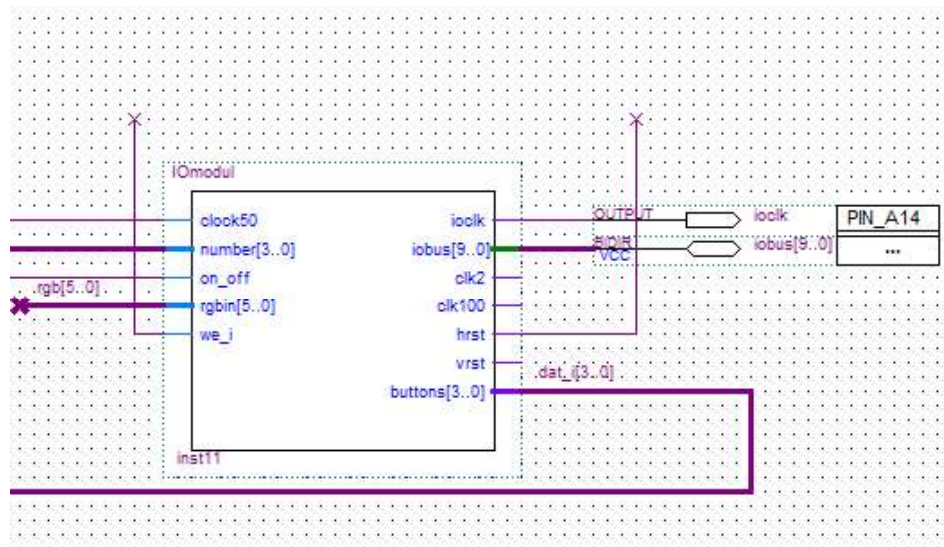 IOmodul
clock50
ioclk
OUTPUT
ioclk
PIN_A14
number[3..0]
iobus[9..0]
BIDIR
VCC
iobus[9..0]
...
on_off
clk2
.rgb[5..0]
rgbin[5..0]
clk100
we_i
hrst
vrst
.dat_i[3..0]
buttons[3..0]
inst11